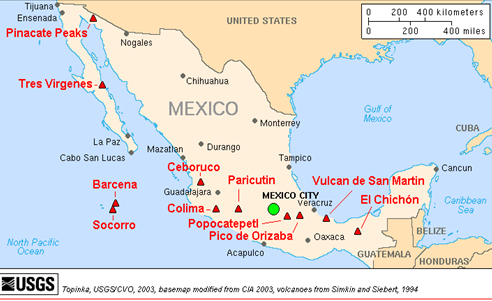 Tijuana
Ensenada
UNITED STATES
0 200 400 kilometers
0 200 400 miles
Pinacate Peaks
Nogales
Tres Virgenes
Chihuahua
MEXICO
Gulf of
Mexico
Monterrey
La Paz
Cabo San Lucas
Mazatlan
Durango
CUBA
Tampico
Ceboruco
Cancun
Barcena
Guadalajara
Paricutin
MEXICO CITY
Vulcan de San Martin
Caribbean
Sea
Socorro
Colima
Veracruz
El Chichón
Popocatepetl
Pico de Orizaba
Oaxaca
BELIZE
North Pacific
Ocean
Acapulco
GUATEMALA
HONDURAS
USGS
Topinka, USGS/CVO, 2003, basemap modified from CIA 2003, volcanoes from Simkin and Siebert, 1994